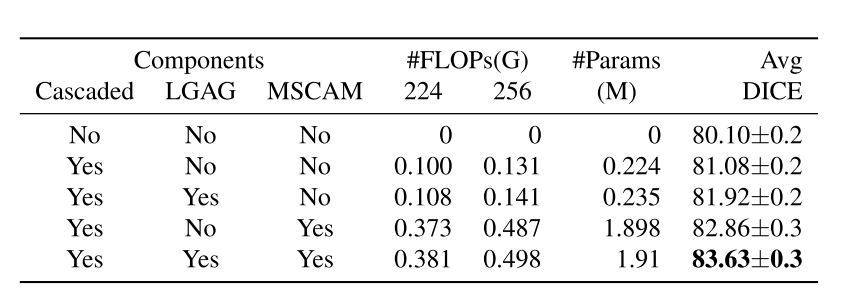 Components #FLOPs(G) #Params Avg
Cascaded LGAG MSCAM 224 256 (M) DICE
No No No 0 0 0 80.10±0.2
Yes No No 0.100 0.131 0.224 81.08±0.2
Yes Yes No 0.108 0.141 0.235 81.92±0.2
Yes No Yes 0.373 0.487 1.898 82.86±0.3
Yes Yes Yes 0.381 0.498 1.91 83.63±0.3